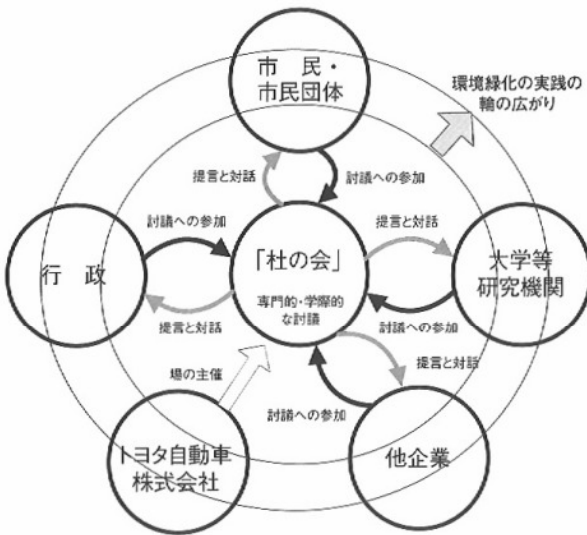 市 民・
市民団体
環境緑化の実践の
輪の広がり
提言と対話
討議への参加
討議への参加
提言と対話
行 政
「杜の会」
専門的・学際的
な討議
大学等
研究機関
提言と対話
討議への参加
場の主催
提言と対話
討議への参加
トヨタ自動車
株式会社
他企業